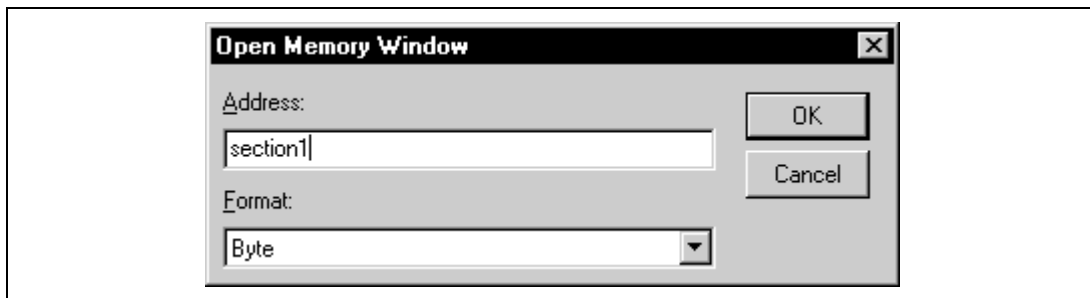 Open Memory Window
Address:
OK
section1
Cancel
Format:
Byte